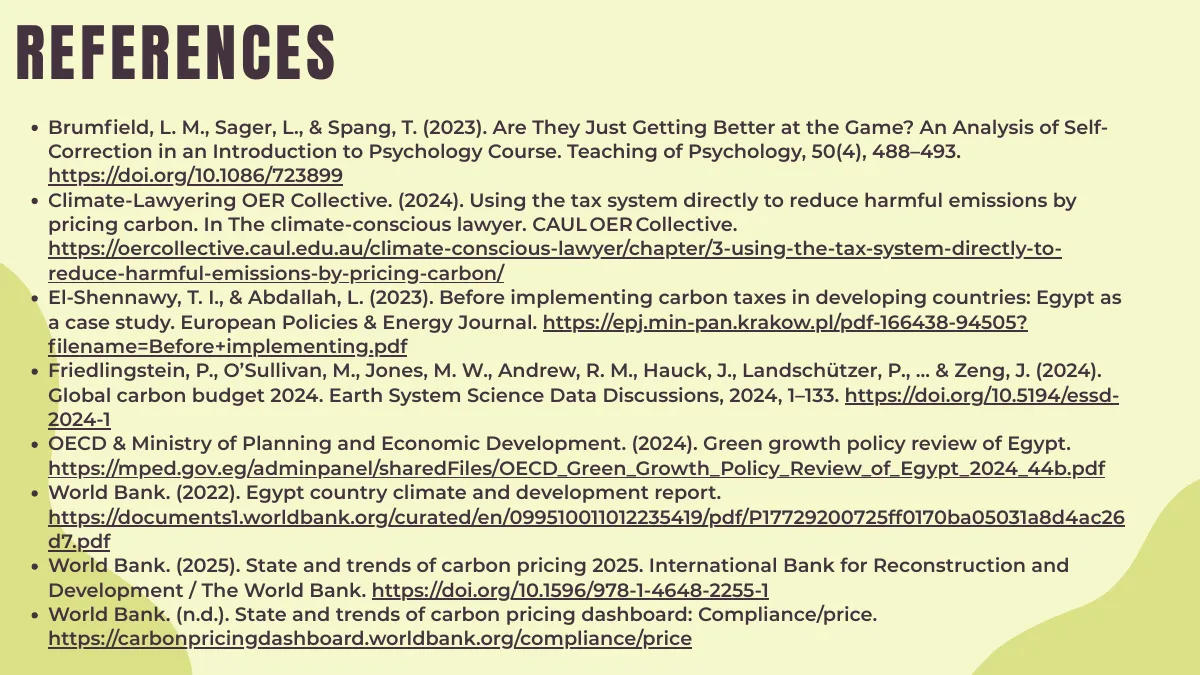 REFERENCES
• Brumfield, L. M., Sager, L., & Spang, T. (2023). Are They Just Getting Better at the Game? An Analysis of Self-
Correction in an Introduction to Psychology Course. Teaching of Psychology, 50(4), 488–493.
https://doi.org/10.1086/723899
• Climate-Lawyering OER Collective. (2024). Using the tax system directly to reduce harmful emissions by
pricing carbon. In The climate-conscious lawyer. CAUL OER Collective.
https://oercollective.caul.edu.au/climate-conscious-lawyer/chapter/3-using-the-tax-system-directly-to-
reduce-harmful-emissions-by-pricing-carbon/
• El-Shennawy, T. I., & Abdallah, L. (2023). Before implementing carbon taxes in developing countries: Egypt as
a case study. European Policies & Energy Journal. https://epj.min-pan.krakow.pl/pdf-166438-94505?
filename=Before+implementing.pdf
• Friedlingstein, P., O’Sullivan, M., Jones, M. W., Andrew, R. M., Hauck, J., Landschützer, P., ... & Zeng, J. (2024).
Global carbon budget 2024. Earth System Science Data Discussions, 2024, 1–133. https://doi.org/10.5194/essd-
2024-1
• OECD & Ministry of Planning and Economic Development. (2024). Green growth policy review of Egypt.
https://mped.gov.eg/adminpanel/sharedFiles/OECD_Green_Growth_Policy_Review_of_Egypt_2024_44b.pdf
• World Bank. (2022). Egypt country climate and development report.
https://documents1.worldbank.org/curated/en/099510011012235419/pdf/P17729200725ff0170ba05031a8d4ac26
d7.pdf
• World Bank. (2025). State and trends of carbon pricing 2025. International Bank for Reconstruction and
Development / The World Bank. https://doi.org/10.1596/978-1-4648-2255-1
• World Bank. (n.d.). State and trends of carbon pricing dashboard: Compliance/price.
https://carbonpricingdashboard.worldbank.org/compliance/price